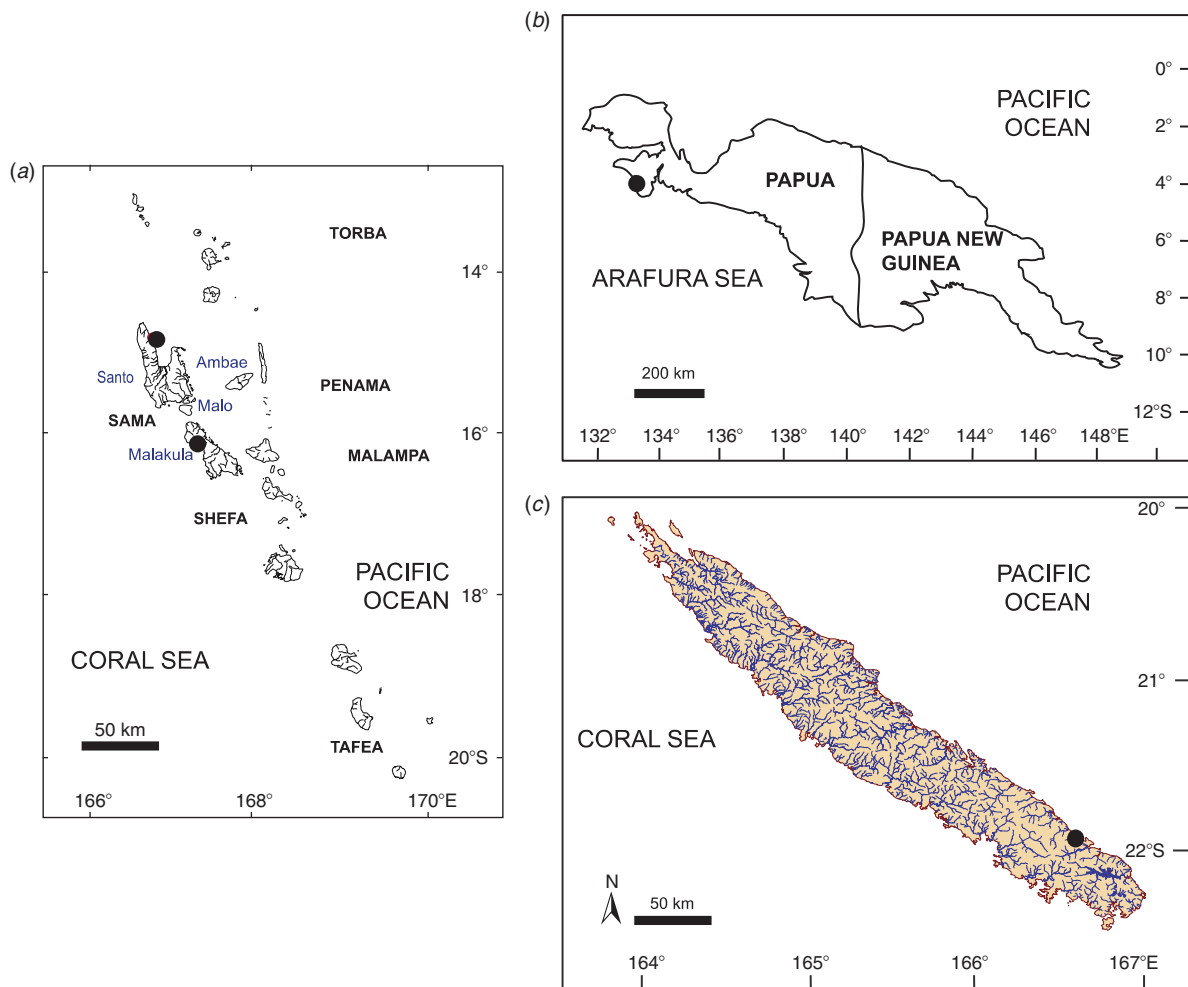 (a)
TORBA
14°
Ambae
Santo
PENAMA
Malo
SAMA
16°
Malakula
MALAMPA
SHEFA
PACIFIC
OCEAN
18°
CORAL SEA
50 km
TAFEA
20°S
166°
168°
170°E
(b)
0°
PACIFIC
OCEAN
2°
PAPUA
4°
PAPUA NEW
GUINEA
6°
ARAFURA SEA
8°
10°
200 km
12°S
132°
134°
136°
138°
140°
142°
144°
146°
148°E
(c)
20°
PACIFIC
OCEAN
21°
CORAL SEA
22°S
N
50 km
164°
165°
166°
167°E